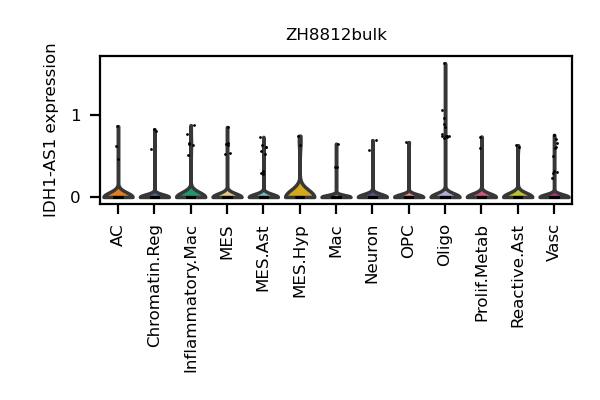 ZH8812bulk
IDH1-AS1 expression
1
0
AC
Chromatin.Reg
Inflammatory.Mac
MES
MES.Ast
MES.Hyp
Mac
Neuron
OPC
Oligo
Prolif.Metab
Reactive.Ast
Vasc